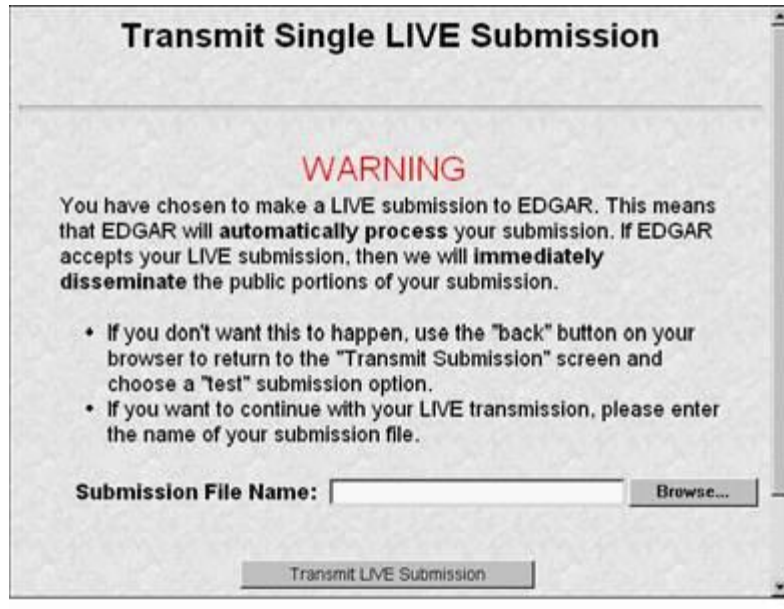 Transmit Single LIVE Submission
WARNING
You have chosen to make a LIVE submission to EDGAR. This means
that EDGAR will automatically process your submission. If EDGAR
accepts your LIVE submission, then we will immediately
disseminate the public portions of your submission.
• If you don't want this to happen, use the "back" button on your
browser to return to the "Transmit Submission" screen and
choose a "test" submission option.
• If you want to continue with your LIVE transmission, please enter
the name of your submission file.
Submission File Name: Browse...
Transmit LIVE Submission